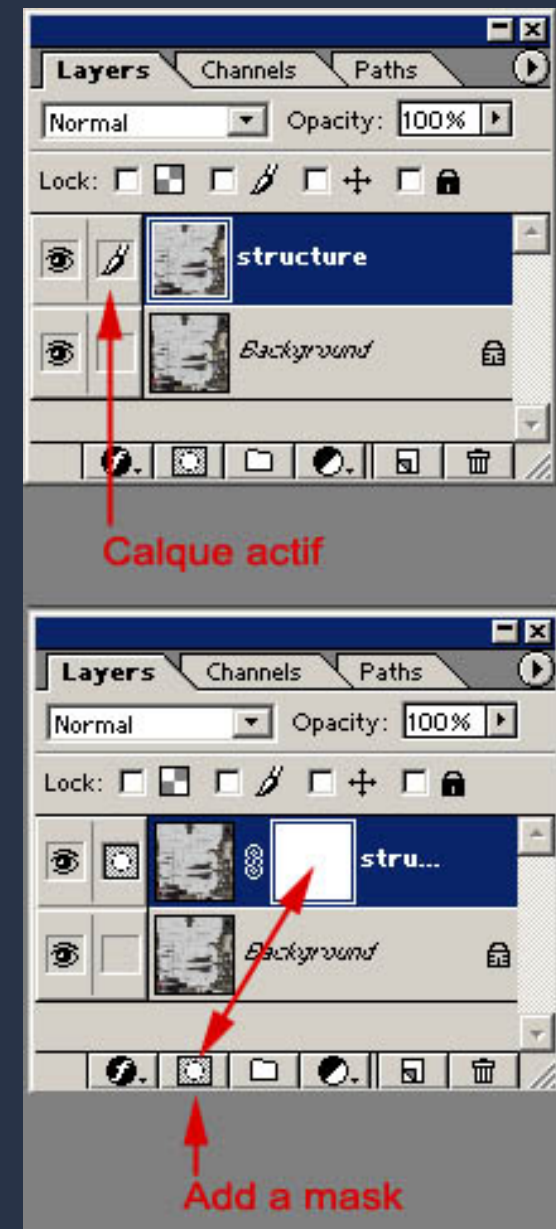 Layers Channels Paths
Normal Opacity: 100%
Lock:
structure
Background
Calque actif
Layers Channels Paths
Normal Opacity: 100%
Lock:
stru...
Background
Add a mask